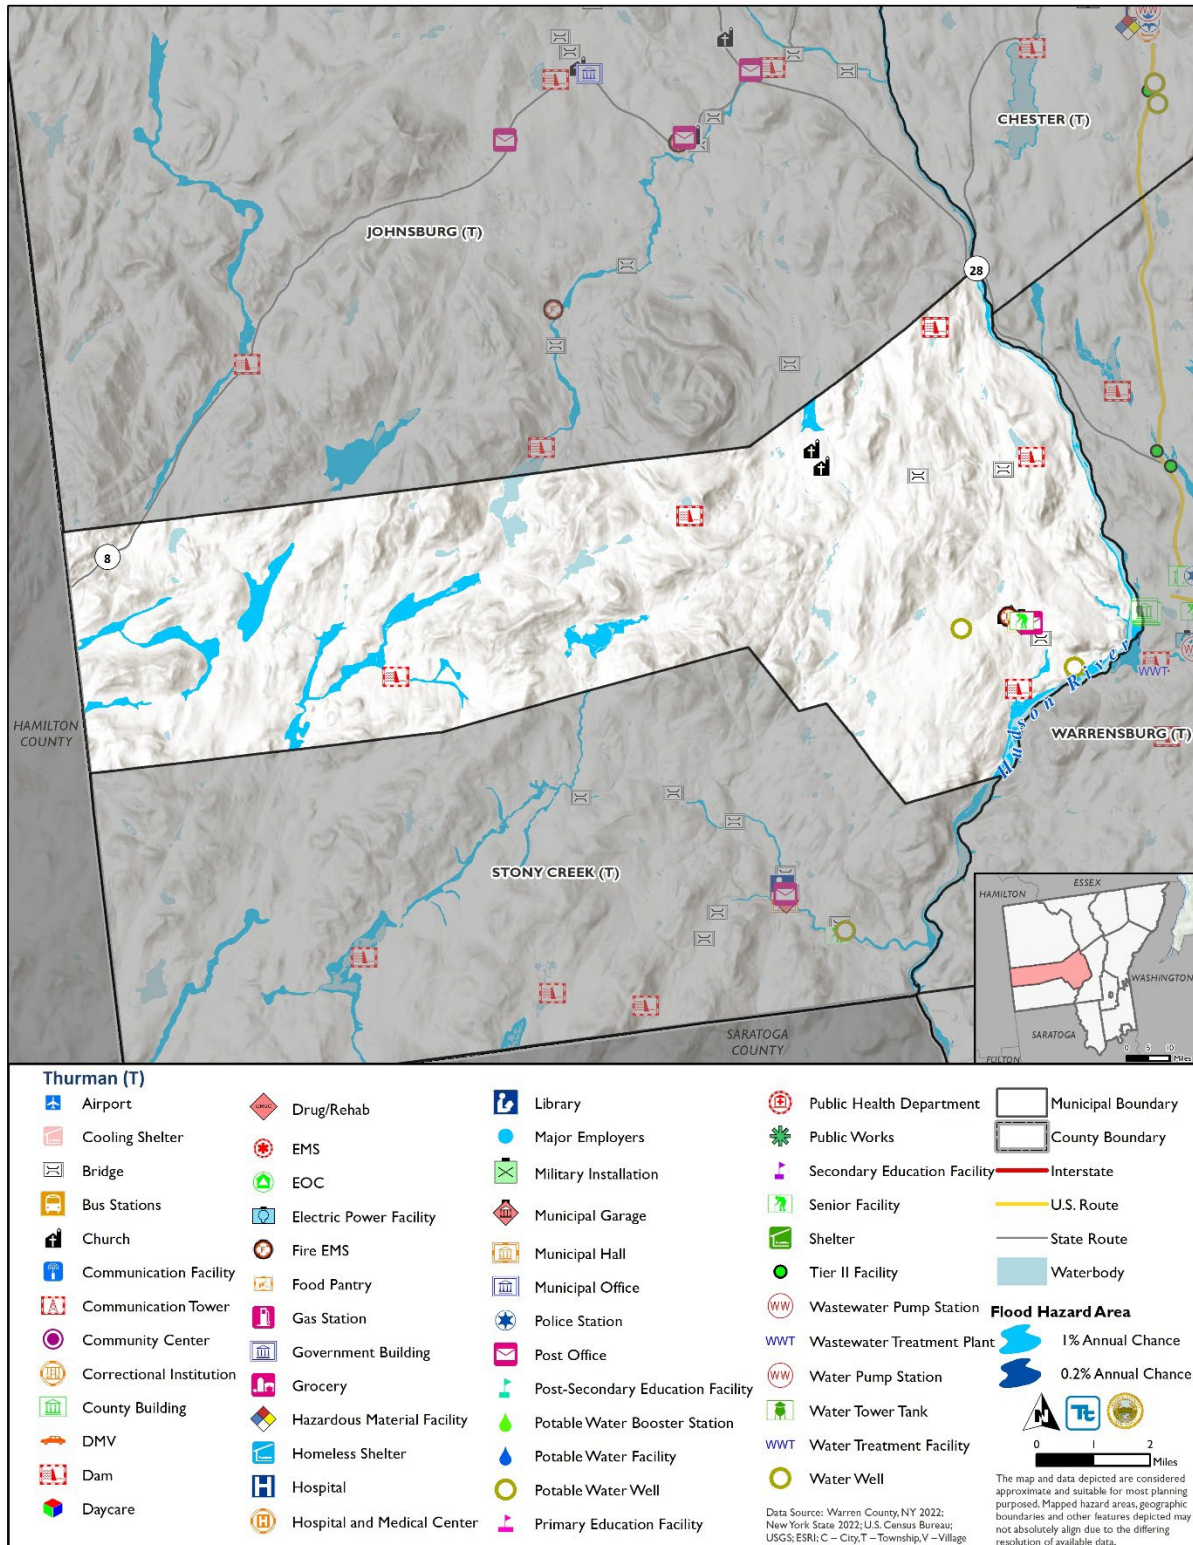 CHESTER (T)
JOHNSBURG (T)
28
8
HAMILTON
COUNTY
Hudson River
WWT
WARRENSBURG (T)
STONY CREEK (T)
SARATOGA
COUNTY
ESSEX
HAMILTON
WASHINGTON
SARATOGA
FULTON
0 5 10
Miles
Thurman (T)
Airport
Cooling Shelter
Bridge
Bus Stations
Church
Communication Facility
Communication Tower
Community Center
Correctional Institution
County Building
DMV
Dam
Daycare
Drug/Rehab
EMS
EOC
Electric Power Facility
Fire EMS
Food Pantry
Gas Station
Government Building
Grocery
Hazardous Material Facility
Homeless Shelter
Hospital
Hospital and Medical Center
Library
Major Employers
Military Installation
Municipal Garage
Municipal Hall
Municipal Office
Police Station
Post Office
Post-Secondary Education Facility
Potable Water Booster Station
Potable Water Facility
Potable Water Well
Primary Education Facility
Public Health Department
Public Works
Secondary Education Facility
Senior Facility
Shelter
Tier II Facility
WW Wastewater Pump Station
WWT Wastewater Treatment Plant
WW Water Pump Station
Water Tower Tank
WWT Water Treatment Facility
Water Well
Data Source: Warren County, NY 2022;
New York State 2022; U.S. Census Bureau;
USGS; ESRI; C – City, T – Township, V – Village
Municipal Boundary
County Boundary
Interstate
U.S. Route
State Route
Waterbody
Flood Hazard Area
1% Annual Chance
0.2% Annual Chance
N
Tt
0 1 2
Miles
The map and data depicted are considered
approximate and suitable for most planning
purposed. Mapped hazard areas, geographic
boundaries and other features depicted may
not absolutely align due to the differing
resolution of available data.